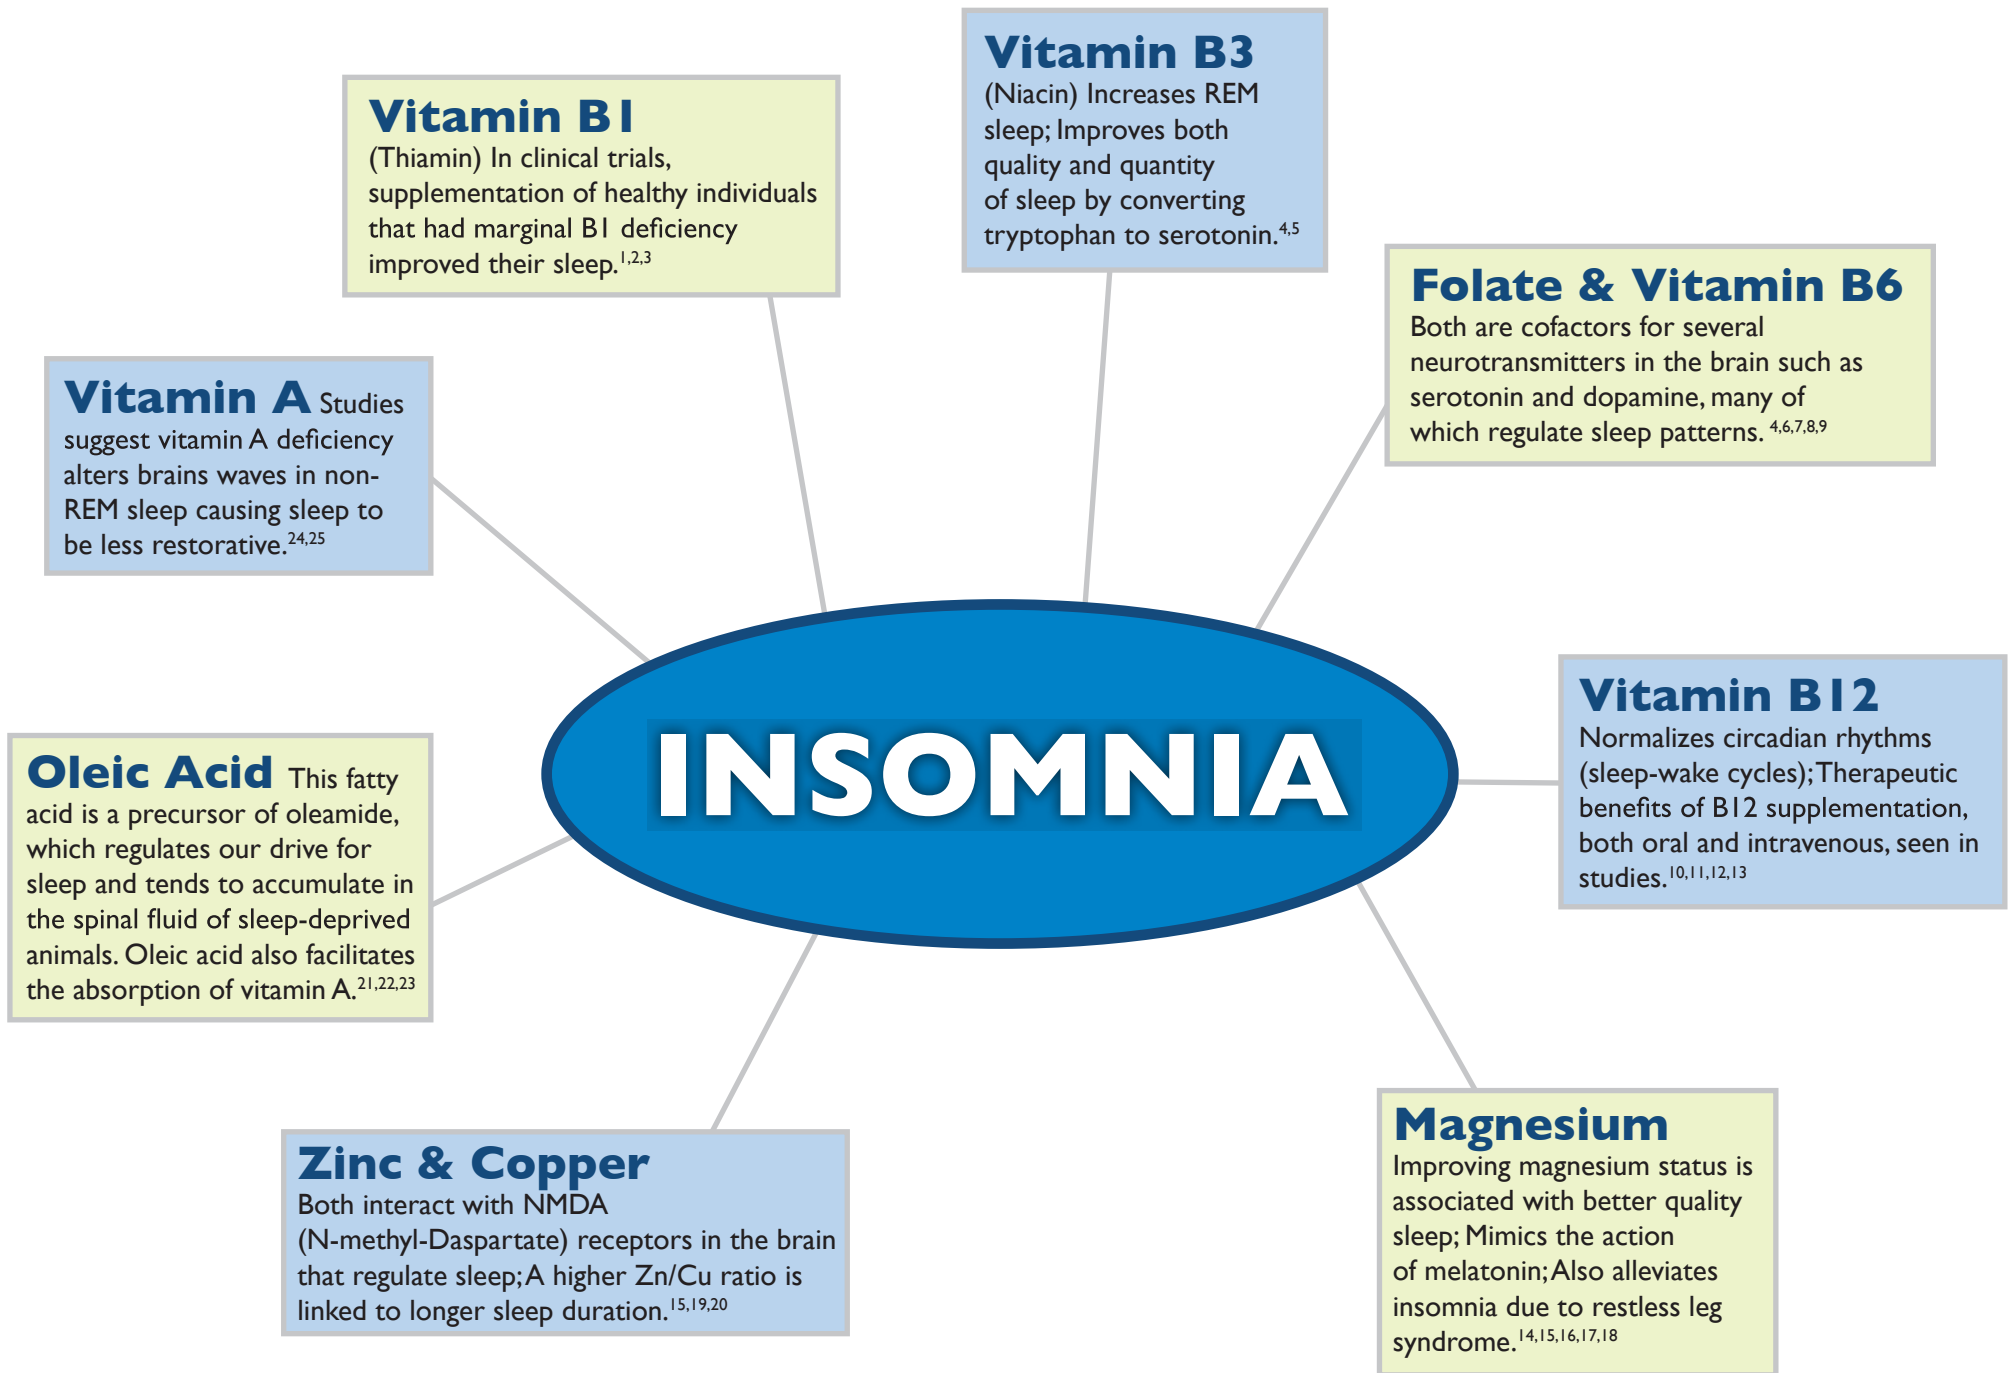 Vitamin B3
(Niacin) Increases REM
sleep; Improves both
quality and quantity
of sleep by converting
tryptophan to serotonin.4,5
Vitamin B1
(Thiamin) In clinical trials,
supplementation of healthy individuals
that had marginal B1 deficiency
improved their sleep.1,2,3
Folate & Vitamin B6
Both are cofactors for several
neurotransmitters in the brain such as
serotonin and dopamine, many of
which regulate sleep patterns. 4,6,7,8,9
Vitamin A Studies
suggest vitamin A deficiency
alters brains waves in non-
REM sleep causing sleep to
be less restorative.24,25
INSOMNIA
Vitamin B12
Normalizes circadian rhythms
(sleep-wake cycles); Therapeutic
benefits of B12 supplementation,
both oral and intravenous, seen in
studies.10,11,12,13
Oleic Acid This fatty
acid is a precursor of oleamide,
which regulates our drive for
sleep and tends to accumulate in
the spinal fluid of sleep-deprived
animals. Oleic acid also facilitates
the absorption of vitamin A.21,22,23
Magnesium
Improving magnesium status is
associated with better quality
sleep; Mimics the action
of melatonin; Also alleviates
insomnia due to restless leg
syndrome.14,15,16,17,18
Zinc & Copper
Both interact with NMDA
(N-methyl-Daspartate) receptors in the brain
that regulate sleep; A higher Zn/Cu ratio is
linked to longer sleep duration.15,19,20